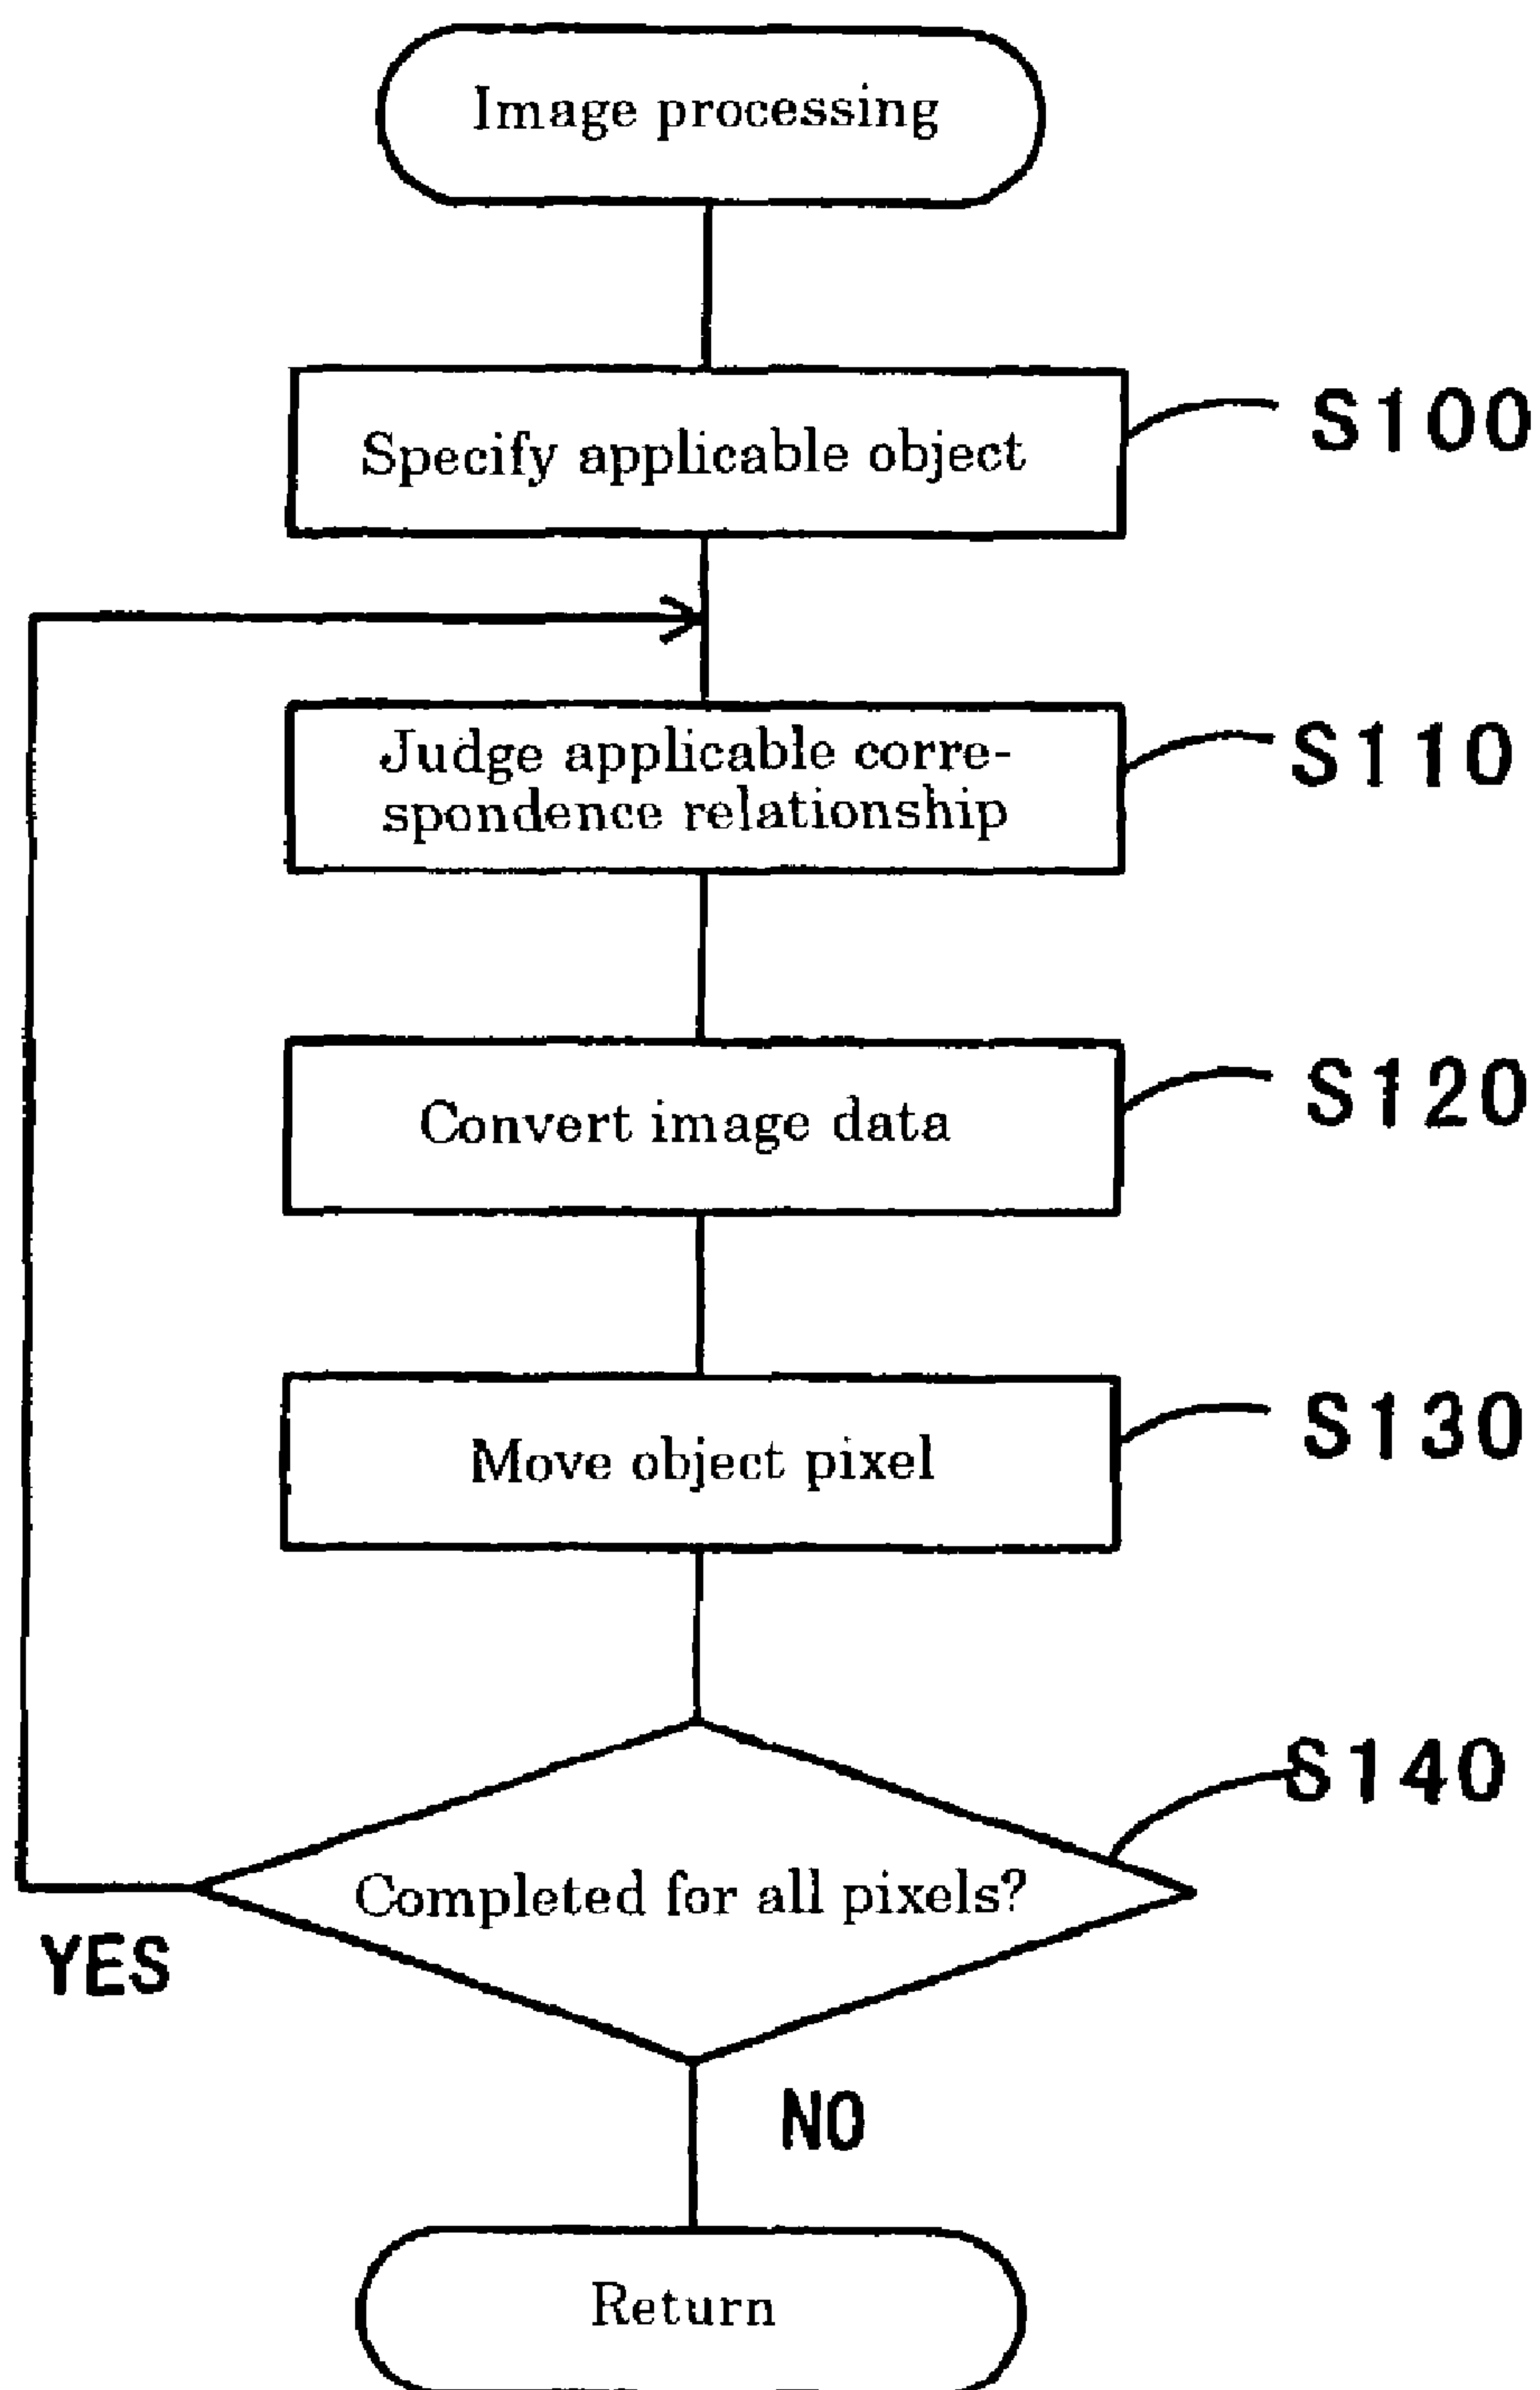 Image processing
Specify applicable object
S100
Judge applicable corre-
spondence relationship
S110
Convert image data
S120
Move object pixel
S130
S140
Completed for all pixels?
YES
NO
Return